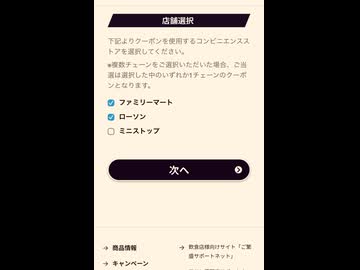 店舗選択
下記よりクーポンを使用するコンビニエンスス
トアを選択してください。
※複数チェーンをご選択いただいた場合、ご当
選は選択した中のいずれか1チェーンのクーポ
ンとなります。
ファミリーマート
ローソン
ミニストップ
次へ
商品情報
キャンペーン
飲食店様向けサイト「ご繁
盛サポートネット」